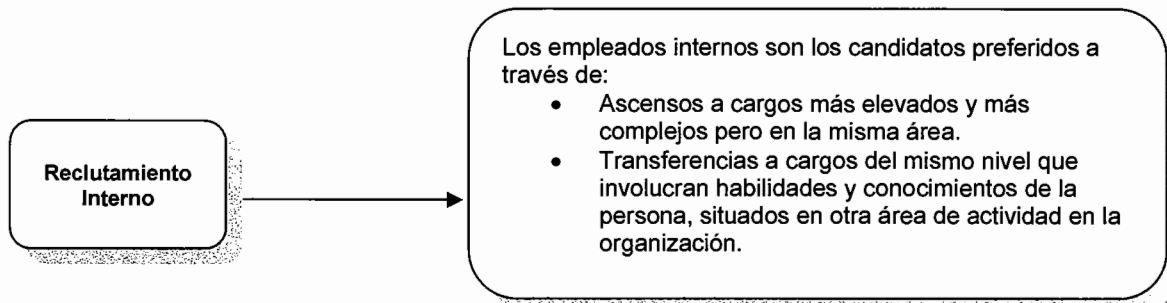 Reclutamiento
Interno
Los empleados internos son los candidatos preferidos a
través de:
• Ascensos a cargos más elevados y más
complejos pero en la misma área.
• Transferencias a cargos del mismo nivel que
involucran habilidades y conocimientos de la
persona, situados en otra área de actividad en la
organización.